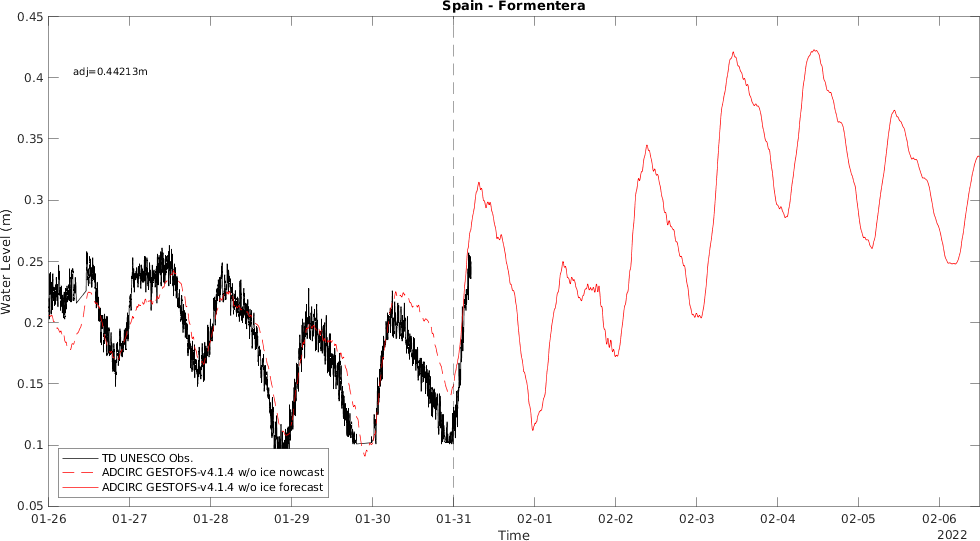 Spain - Formentera
adj=0.44213m
Water Level (m)
0.45
0.4
0.35
0.3
0.25
0.2
0.15
0.1
0.05
TD UNESCO Obs.
ADCIRC GESTOFS-v4.1.4 w/o ice nowcast
ADCIRC GESTOFS-v4.1.4 w/o ice forecast
01-26 01-27 01-28 01-29 01-30 01-31 02-01 02-02 02-03 02-04 02-05 02-06
Time
2022